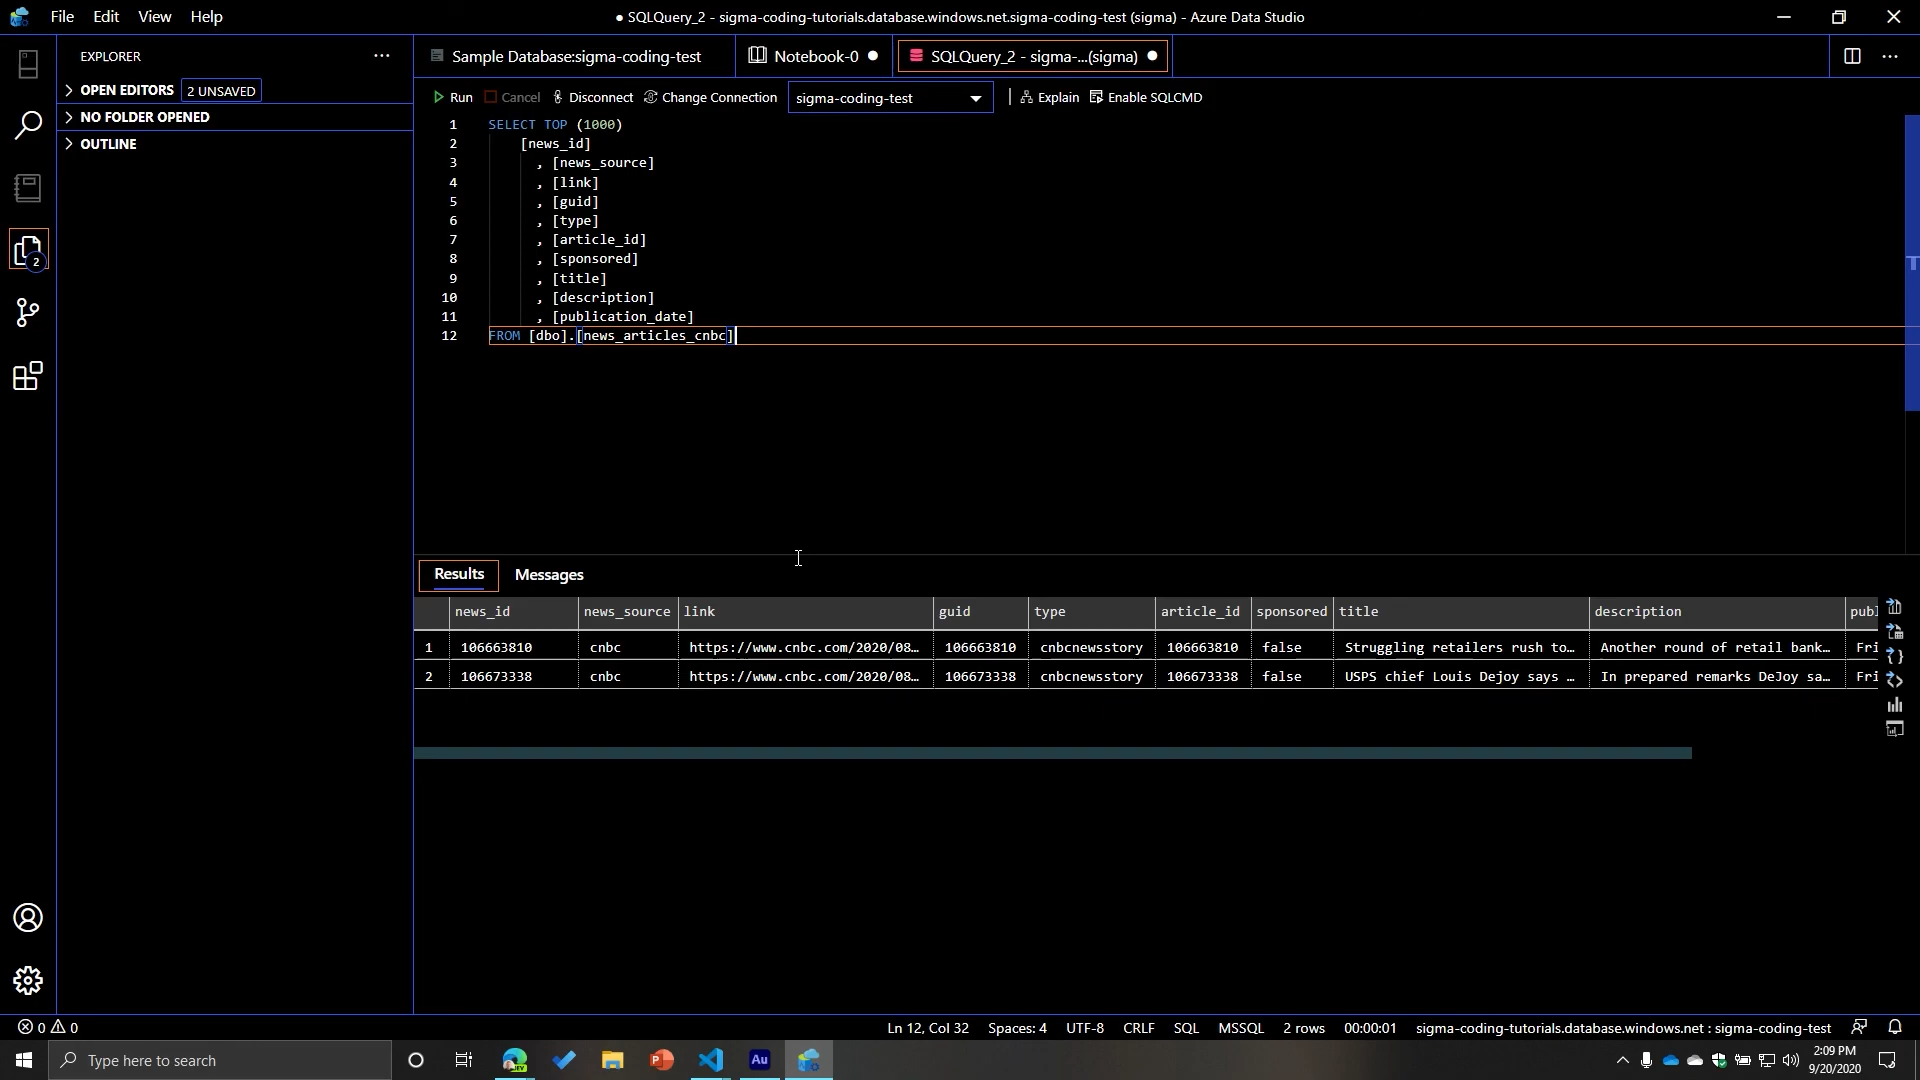 File Edit View Help
● SQLQuery_2 - sigma-coding-tutorials.database.windows.net.sigma-coding-test (sigma) - Azure Data Studio
EXPLORER
OPEN EDITORS 2 UNSAVED
NO FOLDER OPENED
OUTLINE
2
Sample Database:sigma-coding-test
Notebook-0 ●
SQLQuery_2 - sigma-...(sigma) ●
Run Cancel Disconnect Change Connection sigma-coding-test Explain Enable SQLCMD
1 SELECT TOP (1000)
2 [news_id]
3 , [news_source]
4 , [link]
5 , [guid]
6 , [type]
7 , [article_id]
8 , [sponsored]
9 , [title]
10 , [description]
11 , [publication_date]
12 FROM [dbo].[news_articles_cnbc]
Results Messages
news_id news_source link guid type article_id sponsored title description publ
1 106663810 cnbc https://www.cnbc.com/2020/08… 106663810 cnbcnewsstory 106663810 false Struggling retailers rush to… Another round of retail bank… Fri
2 106673338 cnbc https://www.cnbc.com/2020/08… 106673338 cnbcnewsstory 106673338 false USPS chief Louis Dejoy says … In prepared remarks DeJoy sa… Fri
0 0
Ln 12, Col 32 Spaces: 4 UTF-8 CRLF SQL MSSQL 2 rows 00:00:01 sigma-coding-tutorials.database.windows.net : sigma-coding-test
Type here to search
Au
2:09 PM
9/20/2020